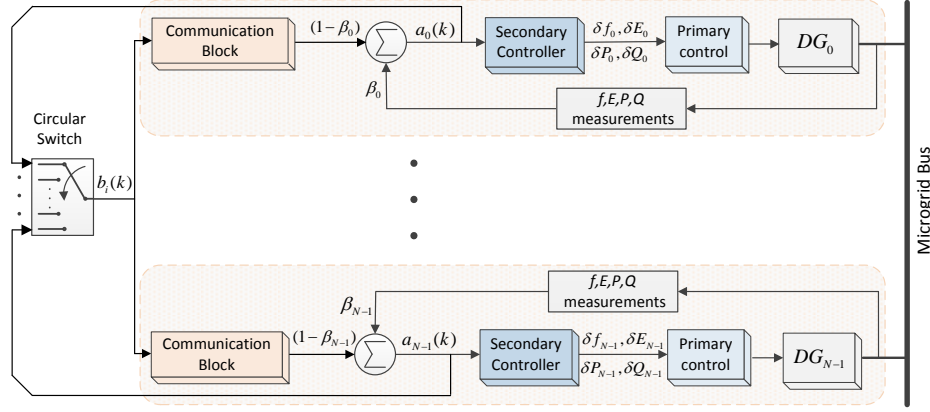 Communication
Block
(1−β₀)
∑
a₀(k)
Secondary
Controller
δf₀,δE₀
δP₀,δQ₀
Primary
control
DG₀
β₀
f,E,P,Q
measurements
Circular
Switch
bᵢ(k)
Microgrid Bus
f,E,P,Q
measurements
β_{N−1}
Communication
Block
(1−β_{N−1})
∑
a_{N−1}(k)
Secondary
Controller
δf_{N−1},δE_{N−1}
δP_{N−1},δQ_{N−1}
Primary
control
DG_{N−1}